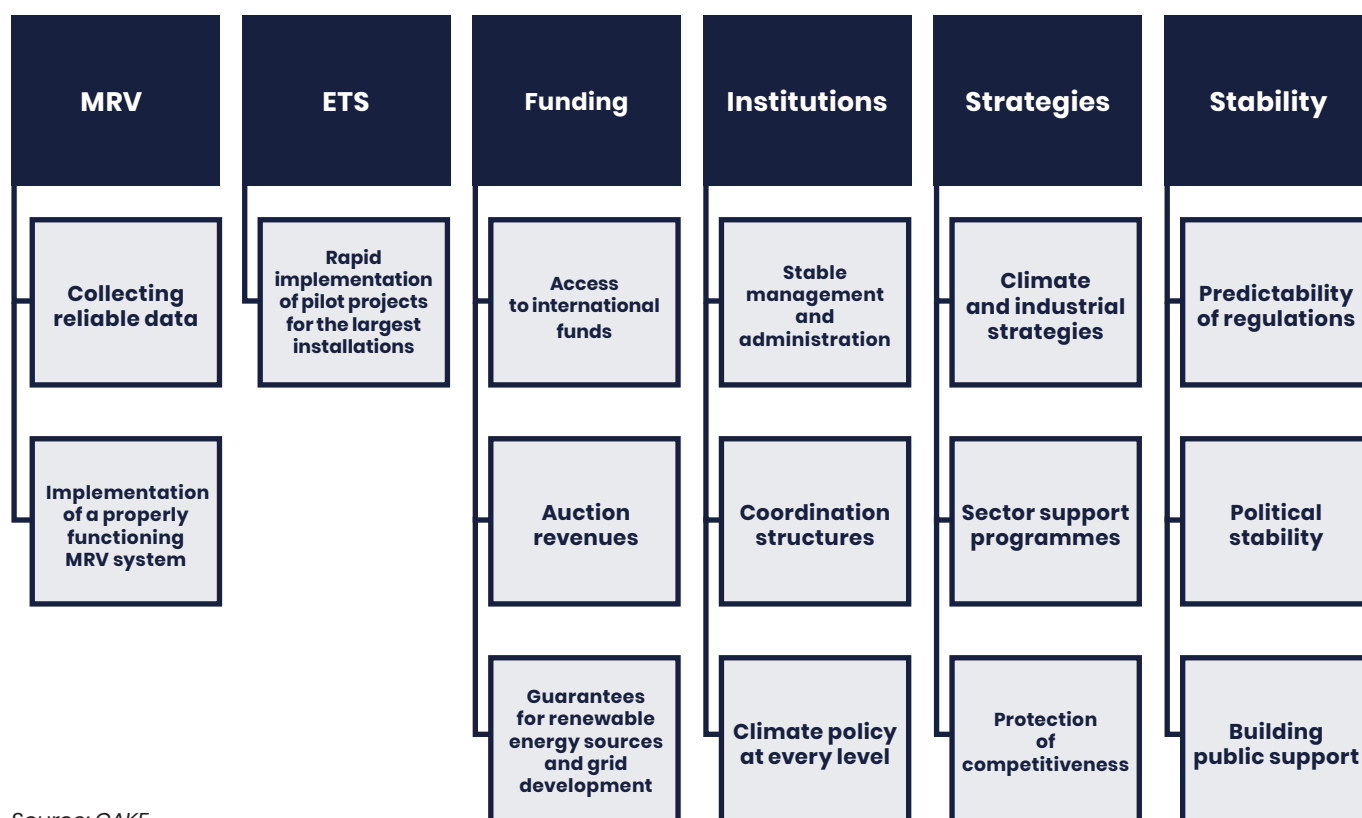 MRV
ETS
Funding
Institutions
Strategies
Stability
Collecting
reliable data
Rapid
implementation
of pilot projects
for the largest
installations
Access
to international
funds
Stable
management
and
administration
Climate
and industrial
strategies
Predictability
of regulations
Implementation
of a properly
functioning
MRV system
Auction
revenues
Coordination
structures
Sector support
programmes
Political
stability
Guarantees
for renewable
energy sources
and grid
development
Climate policy
at every level
Protection
of
competitiveness
Building
public support
Source: